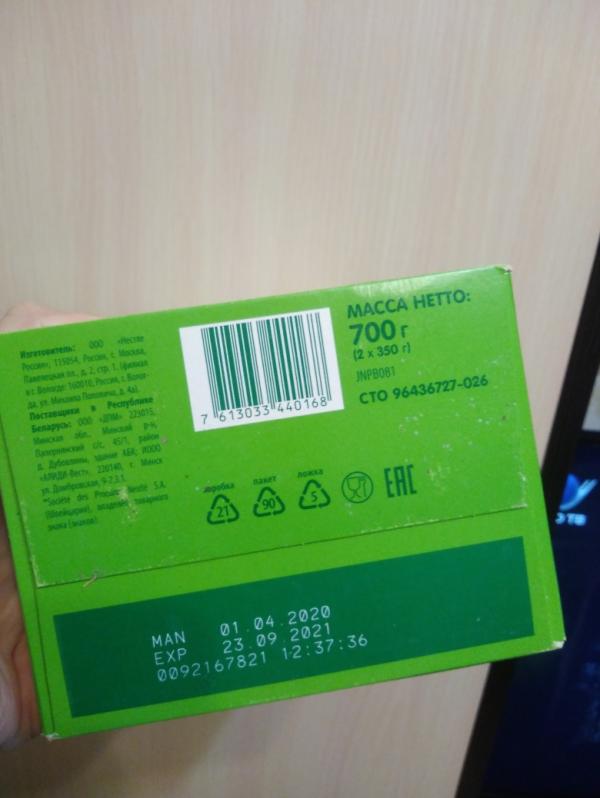 Изготовитель: ООО «Нестле
Россия», 115054, Россия, г. Москва,
Павелецкая пл., д. 2, стр. 1. (филиал
в г. Вологде: 160010, Россия, г. Волог-
да, ул. Михаила Поповича, д. 4а).
Поставщики в Республике
Беларусь: ООО «ДПМ» 223015,
Минская обл., Минский р-н,
Папернянский с/с, 45/1, район
д. Дубовляны, здание АБК; ИООО
«АЛИДИ-Вест», 220140, г. Минск
ул. Домбровская, 9-7.3.1.
*Société des Produits Nestlé S.A.
(Швейцария), владелец товарного
знака (знаков).
7 613033 440168
МАССА НЕТТО:
700 г
(2 x 350 г)
JNPB081
СТО 96436727-026
коробка пакет ложка
21 90 5
EAC
MAN 01.04.2020
EXP 23.09.2021
0092167821 12:37:36